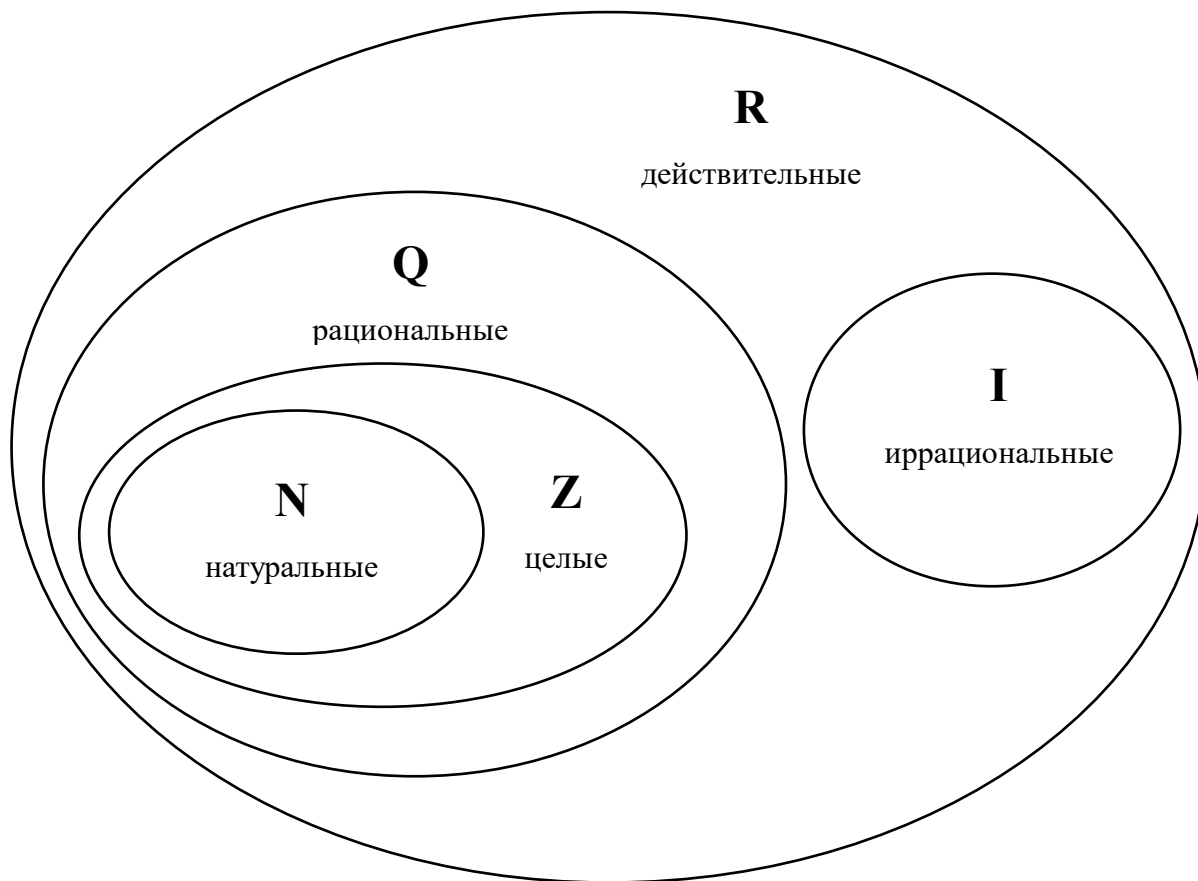 R
действительные
Q
рациональные
I
иррациональные
N
натуральные
Z
целые